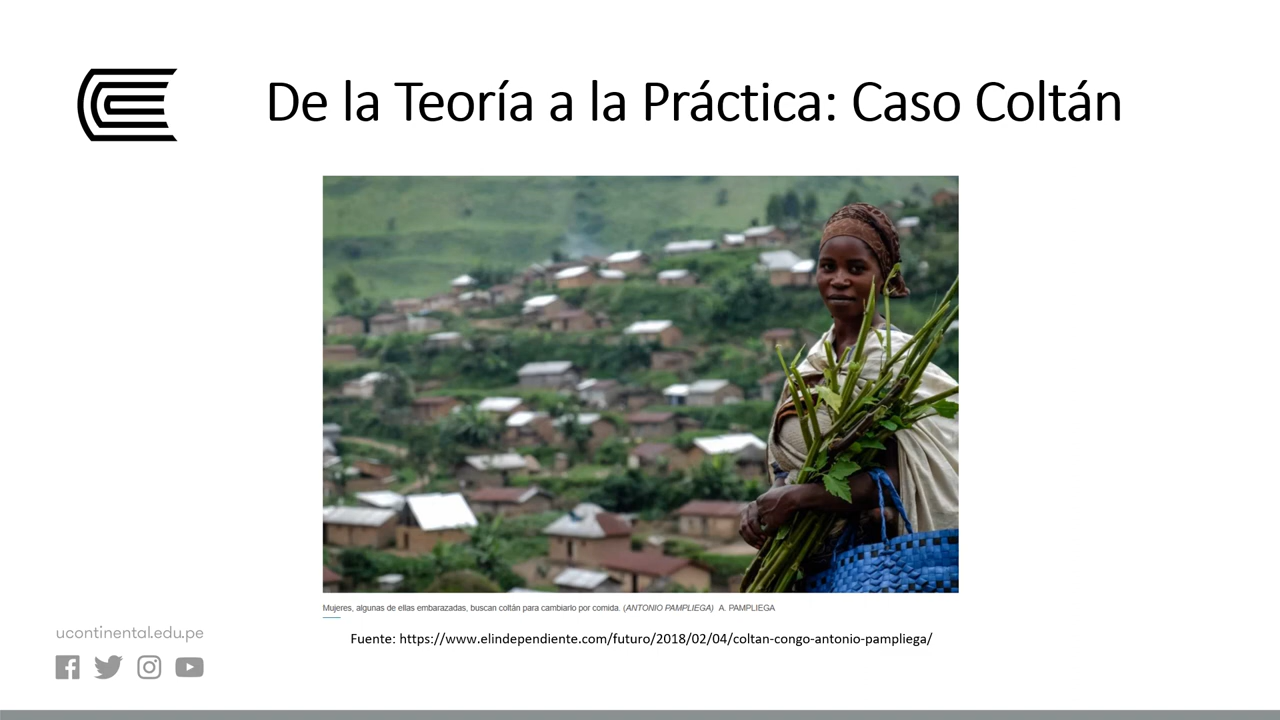 De la Teoría a la Práctica: Caso Coltán
Mujeres, algunas de ellas embarazadas, buscan coltán para cambiarlo por comida. (ANTONIO PAMPLIEGA) A. PAMPLIEGA
Fuente: https://www.elindependiente.com/futuro/2018/02/04/coltan-congo-antonio-pampliega/
ucontinental.edu.pe